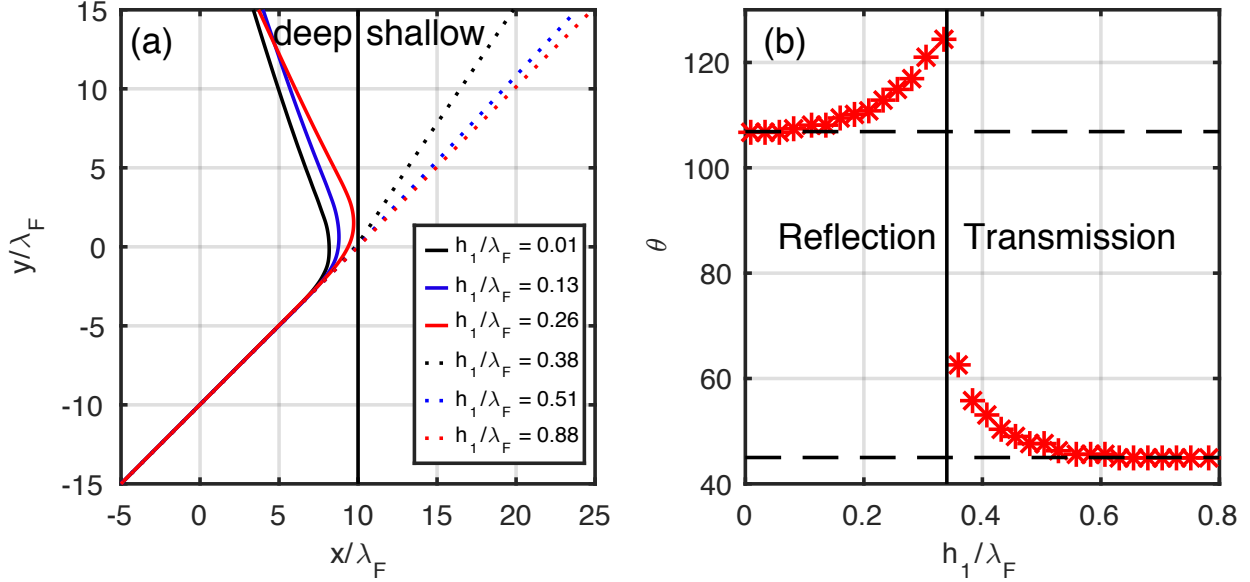 (a)
deep
shallow
15
10
5
0
-5
-10
-15
y/λ_F
-5
0
5
10
15
20
25
x/λ_F
h_1/λ_F = 0.01
h_1/λ_F = 0.13
h_1/λ_F = 0.26
h_1/λ_F = 0.38
h_1/λ_F = 0.51
h_1/λ_F = 0.88
(b)
120
100
80
60
40
θ
Reflection
Transmission
0
0.2
0.4
0.6
0.8
h_1/λ_F